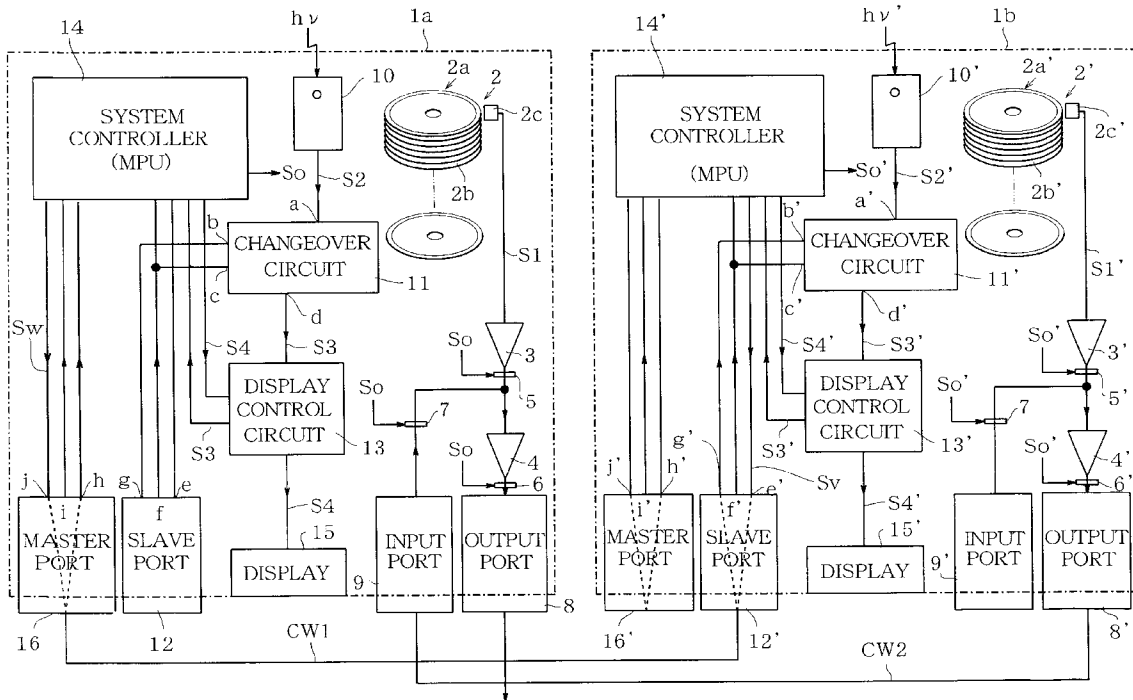 hν
hν'
14
1a
14'
1b
10
2a
2
2c
10'
2a'
2'
2c'
SYSTEM
CONTROLLER
(MPU)
SYSTEM
CONTROLLER
(MPU)
So
S2
2b
So'
S2'
2b'
a
a'
b
b'
CHANGEOVER
CIRCUIT
S1
CHANGEOVER
CIRCUIT
S1'
c
11
c'
11'
d
d'
Sw
S4
S3
So
3
S4'
S3'
So'
3'
DISPLAY
CONTROL
CIRCUIT
5
DISPLAY
CONTROL
CIRCUIT
5'
So
7
So'
7
S3
13
So
4
S3'
13'
So'
4'
g'
h'
j
h
g
e
6
j'
Sv
e'
6'
i
f
S4
i'
f'
S4'
MASTER
PORT
SLAVE
PORT
15
INPUT
PORT
OUTPUT
PORT
MASTER
PORT
SLAVE
PORT
15'
INPUT
PORT
OUTPUT
PORT
DISPLAY
9
DISPLAY
9'
16
12
8
16'
12'
8'
CW1
CW2